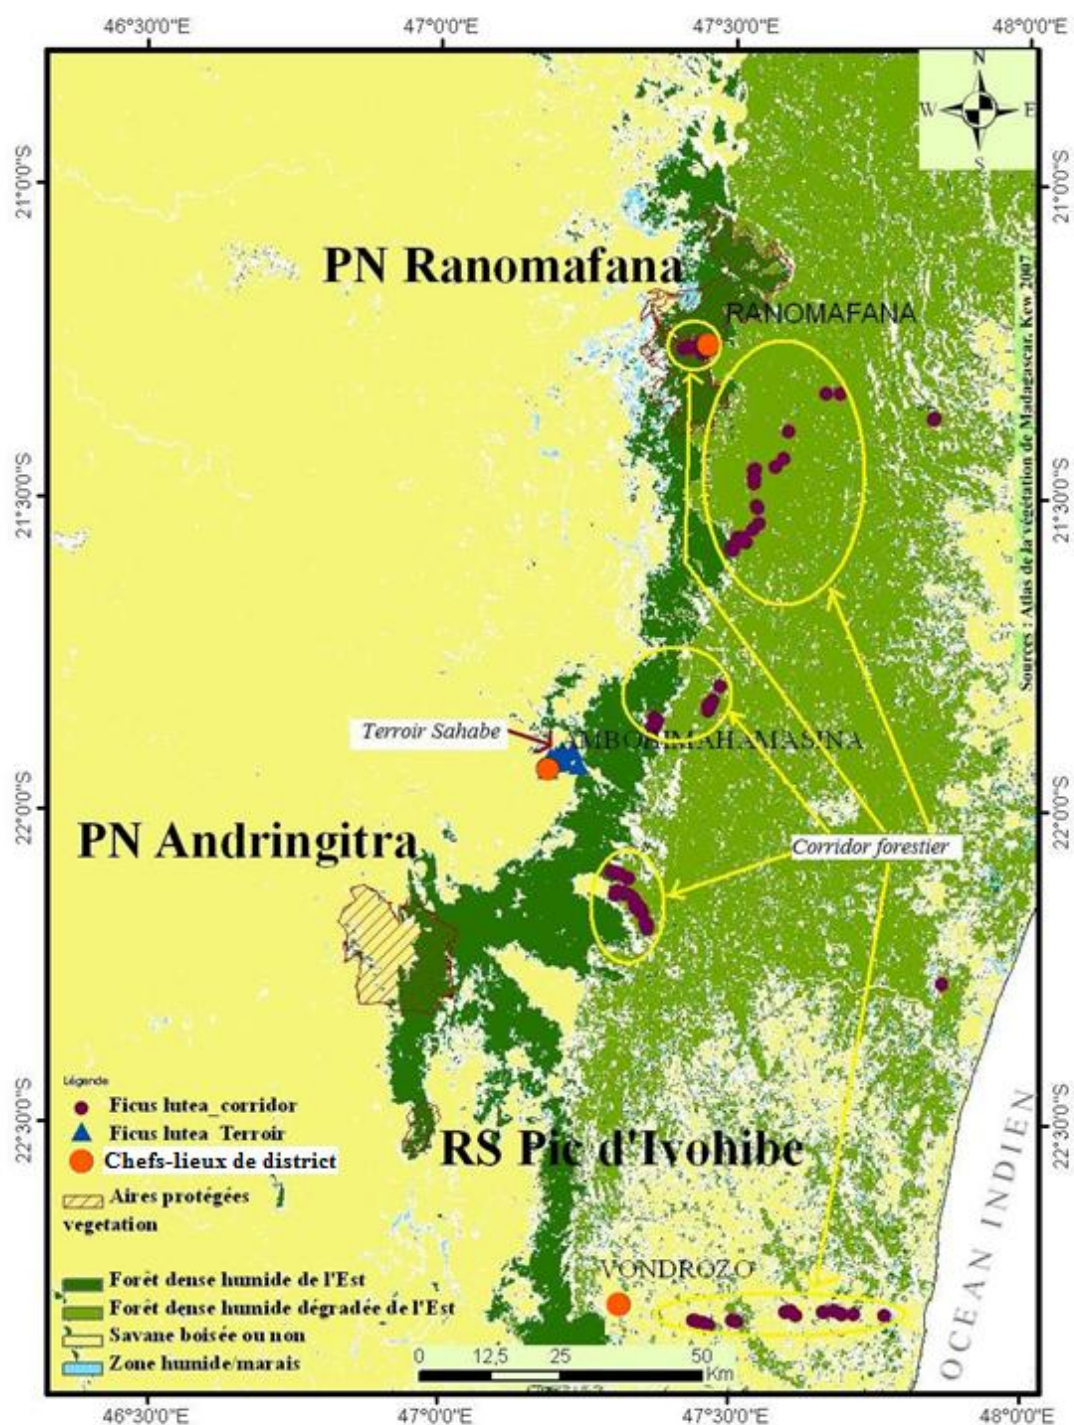 46°30'0"E 47°0'0"E 47°30'0"E 48°0'0"E
N
W E
S
21°0'0"S 21°0'0"S
PN Ranomafana
RANOMAFANA
Sources : Atlas de la végétation de Madagascar, Kew, 2007
21°30'0"S 21°30'0"S
Terroir Sahabe
AMBOHIMAHAMASINA
22°0'0"S 22°0'0"S
PN Andringitra
Corridor forestier
Légende
Ficus lutea_corridor
Ficus lutea_Terroir
Chefs-lieux de district
Aires protégées
vegetation
22°30'0"S 22°30'0"S
RS Pic d'Ivohibe
OCEAN INDIEN
VONDROZO
Forêt dense humide de l'Est
Forêt dense humide dégradée de l'Est
Savane boisée ou non
Zone humide/marais
0 12,5 25 50
Km
46°30'0"E 47°0'0"E 47°30'0"E 48°0'0"E